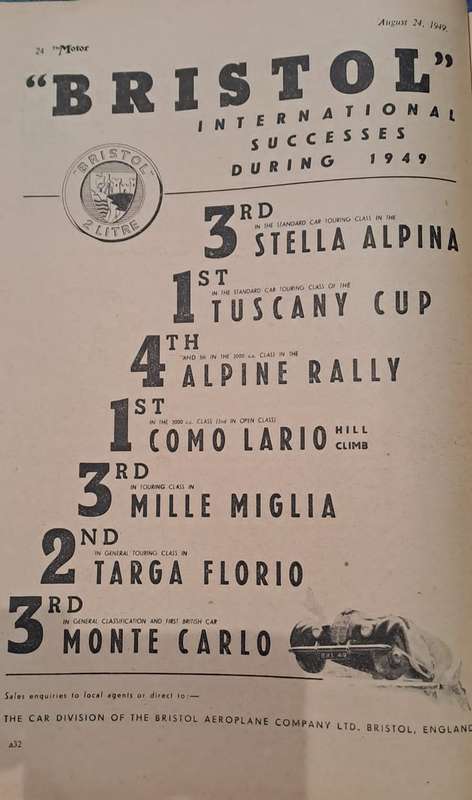 August 24, 1949.
24 The Motor
"BRISTOL"
INTERNATIONAL
SUCCESSES
DURING 1949
"BRISTOL"
2 LITRE
3RD
IN THE STANDARD CAR TOURING CLASS IN THE
STELLA ALPINA
1ST
IN THE STANDARD CAR TOURING CLASS OF THE
TUSCANY CUP
4TH
AND 5th IN THE 2000 c.c. CLASS IN THE
ALPINE RALLY
1ST
IN THE 2000 c.c. CLASS (2nd IN OPEN CLASS)
COMO LARIO HILL
CLIMB
3RD
IN TOURING CLASS IN
MILLE MIGLIA
2ND
IN GENERAL TOURING CLASS IN
TARGA FLORIO
3RD
IN GENERAL CLASSIFICATION AND FIRST BRITISH CAR
MONTE CARLO
Sales enquiries to local agents or direct to:—
THE CAR DIVISION OF THE BRISTOL AEROPLANE COMPANY LTD. BRISTOL, ENGLAND
A32